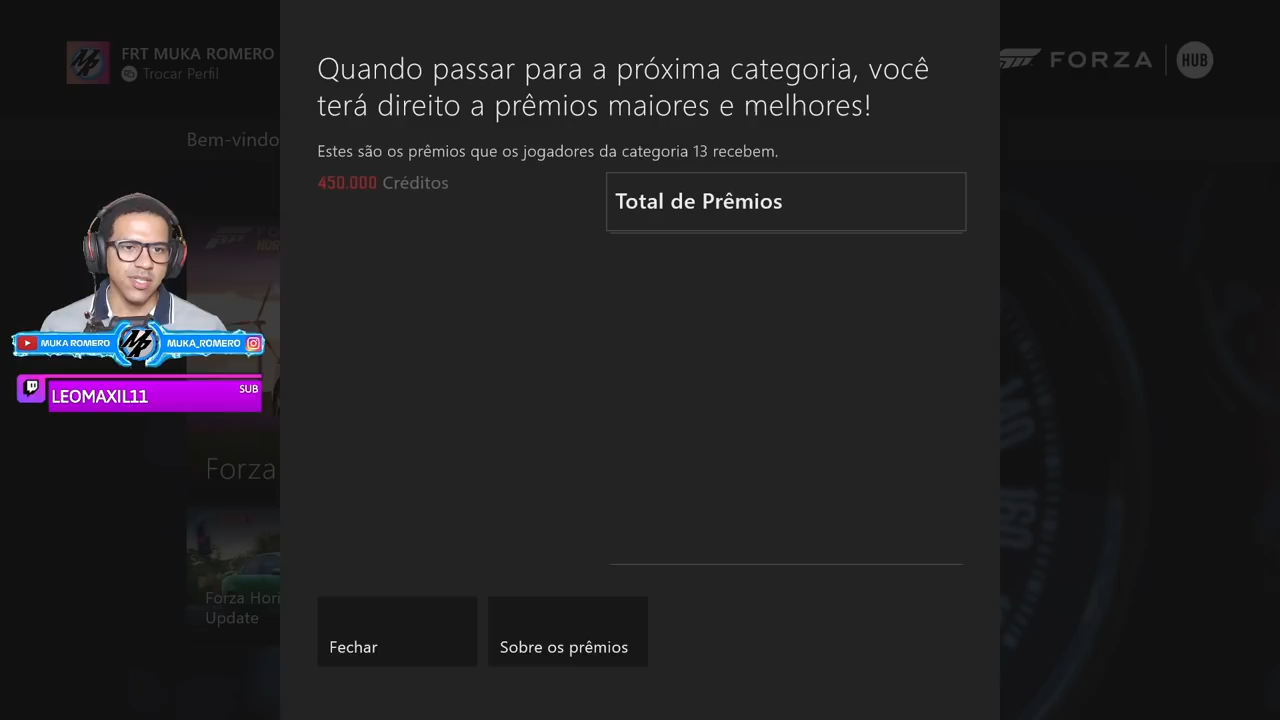 FRT MUKA ROMERO
Trocar Perfil
FORZA
HUB
Bem-vindo
Quando passar para a próxima categoria, você
terá direito a prêmios maiores e melhores!
Estes são os prêmios que os jogadores da categoria 13 recebem.
450.000 Créditos
Total de Prêmios
MUKA ROMERO
MUKA_ROMERO
LEOMAXIL11
SUB
Forza
Forza Hori
Update
Fechar
Sobre os prêmios